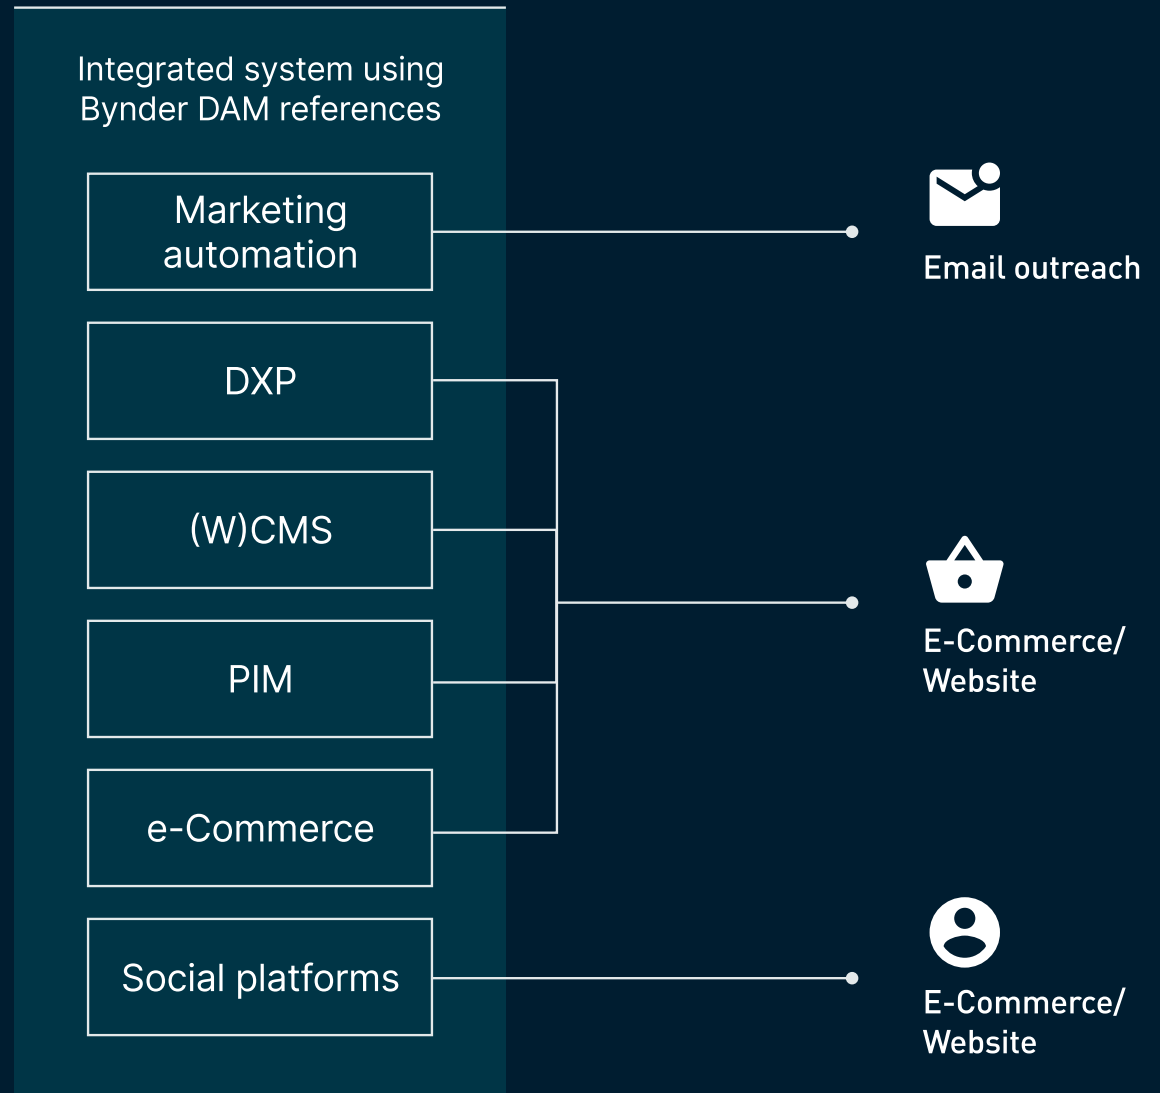 Integrated system using
Bynder DAM references
Marketing
automation
Email outreach
DXP
(W)CMS
PIM
e-Commerce
E-Commerce/
Website
Social platforms
E-Commerce/
Website